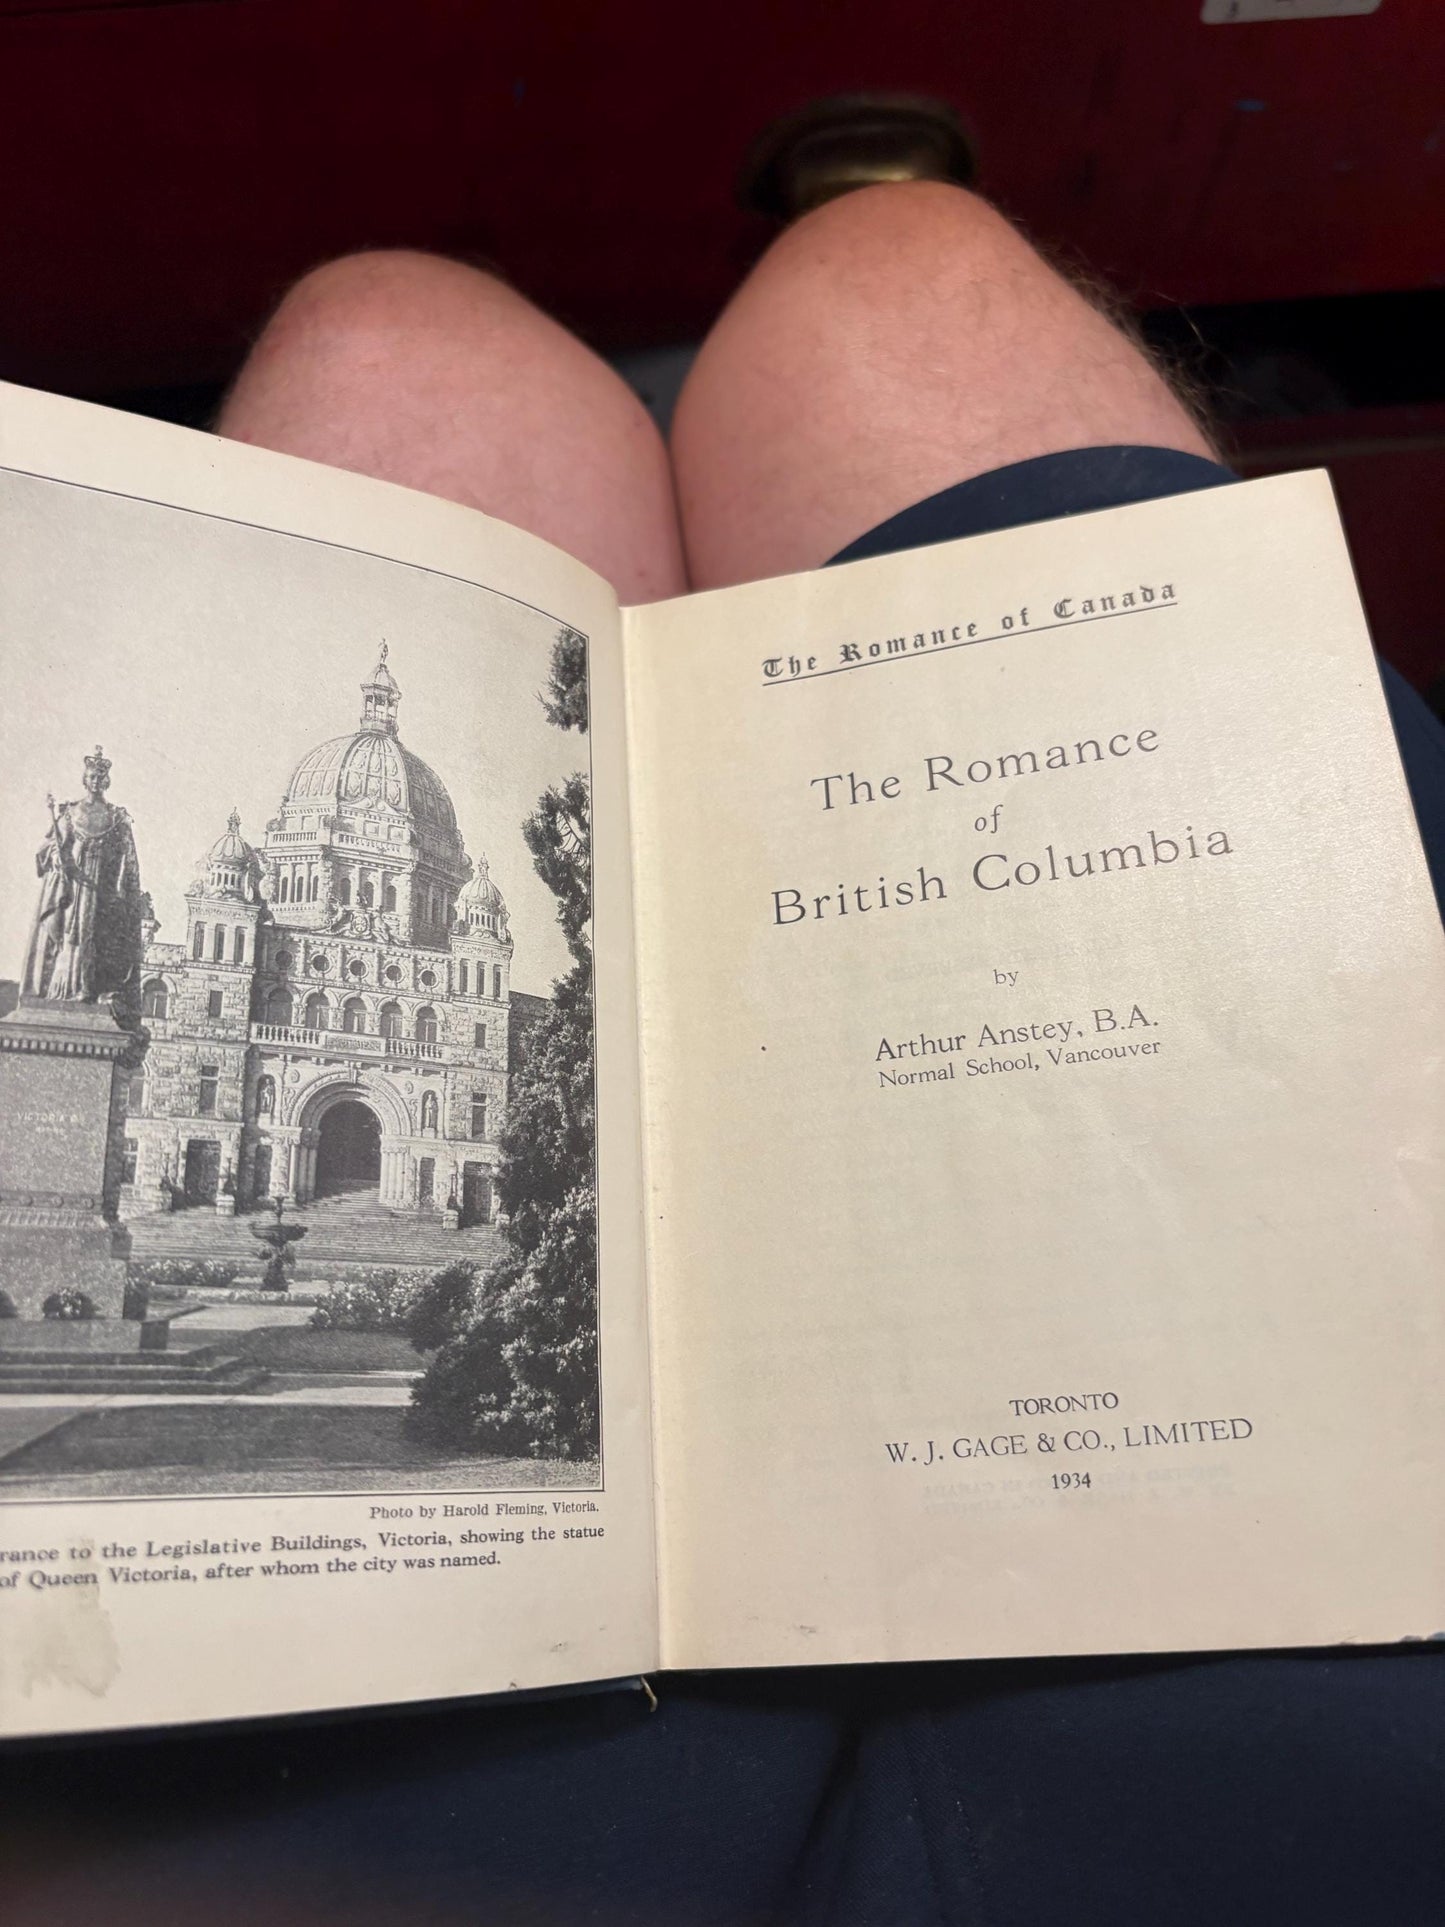 Photo by Harold Fleming, Victoria.
rance to the Legislative Buildings, Victoria, showing the statue
of Queen Victoria, after whom the city was named.
The Romance of Canada
The Romance
of
British Columbia
by
Arthur Anstey, B.A.
Normal School, Vancouver
TORONTO
W. J. GAGE & CO., LIMITED
1934